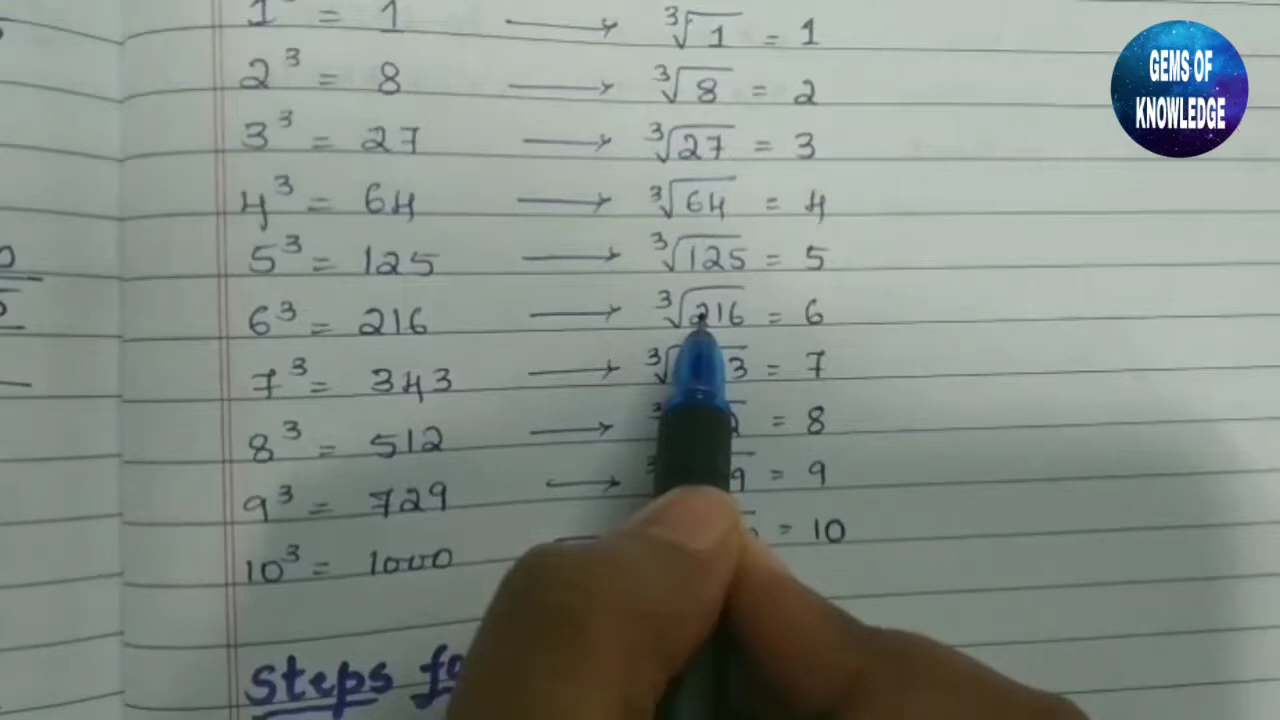 1³ = 1 → ∛1 = 1
2³ = 8 → ∛8 = 2
3³ = 27 → ∛27 = 3
4³ = 64 → ∛64 = 4
5³ = 125 → ∛125 = 5
6³ = 216 → ∛216 = 6
7³ = 343 → = 7
8³ = 512 → = 8
9³ = 729 → = 9
10³ = 1000 = 10
Steps
GEMS OF
KNOWLEDGE